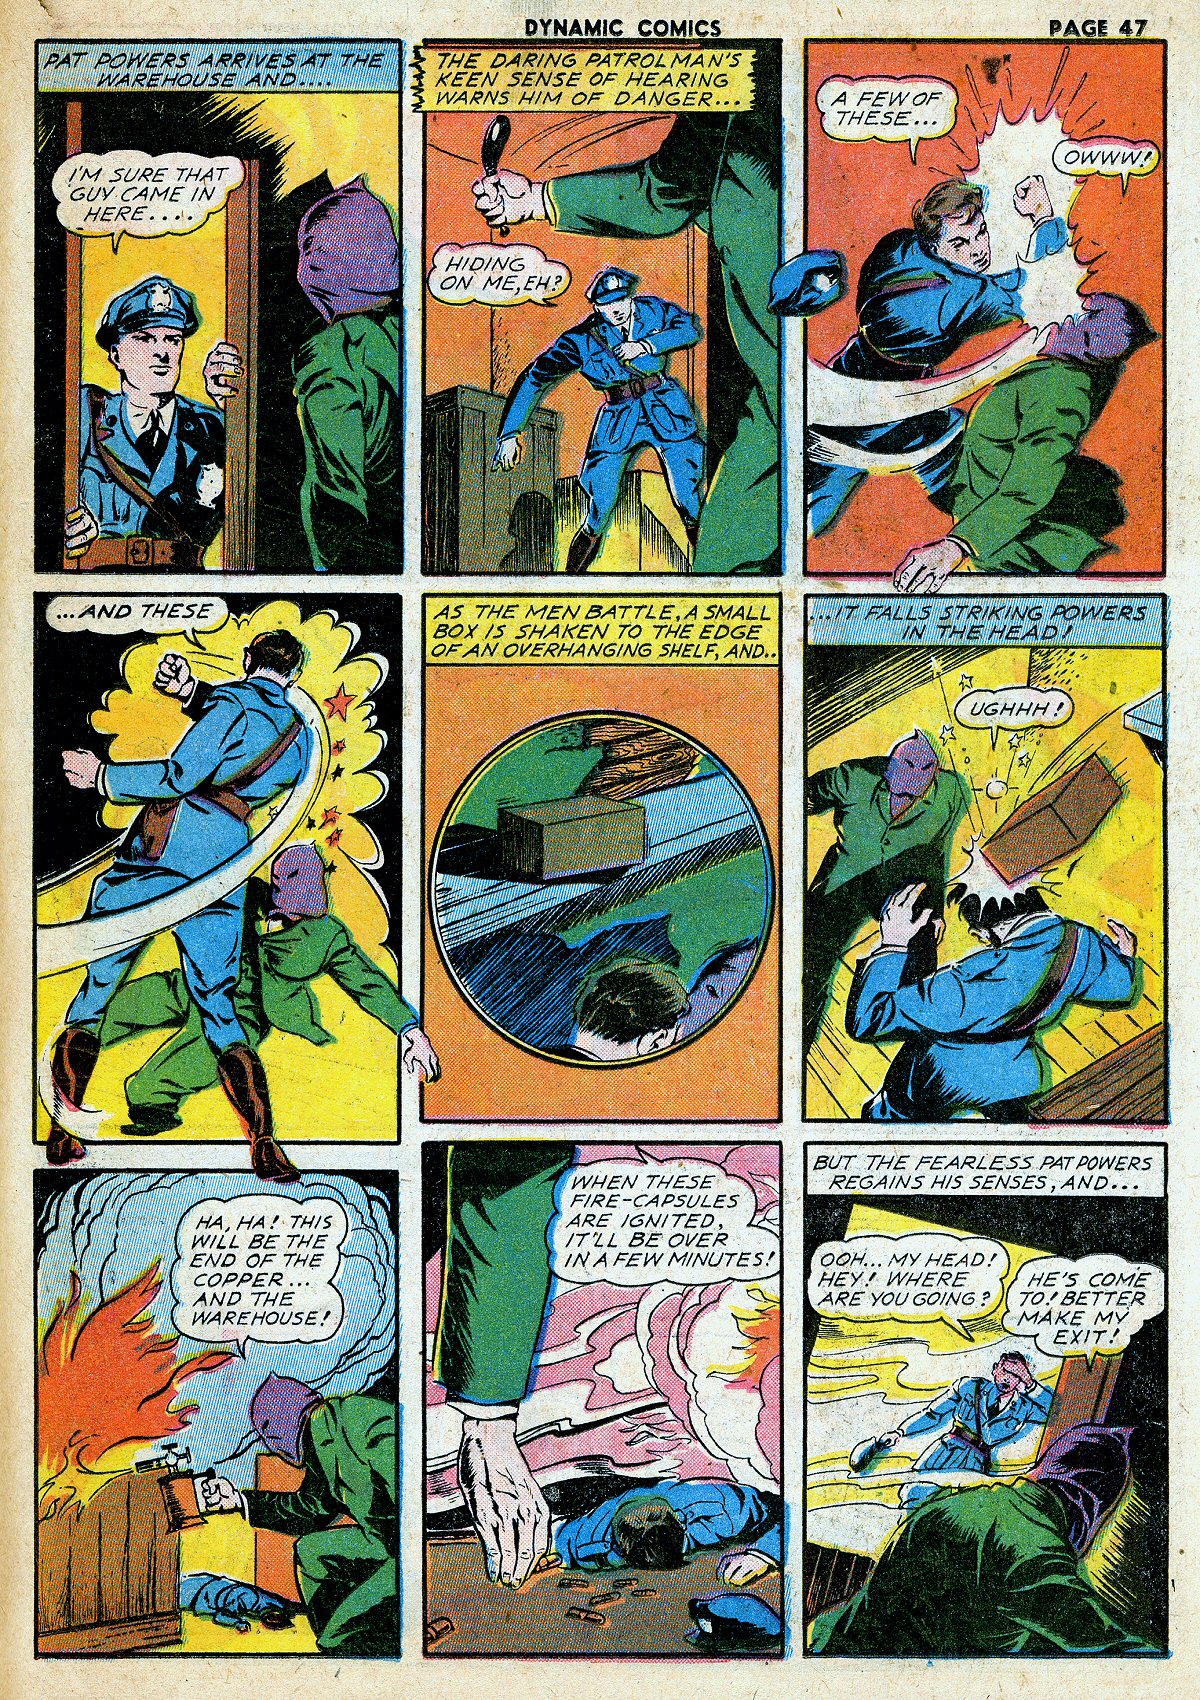 DYNAMIC COMICS
PAGE 47
PAT POWERS ARRIVES AT THE
WAREHOUSE AND....
I'M SURE THAT
GUY CAME IN
HERE....
THE DARING PATROLMAN'S
KEEN SENSE OF HEARING
WARNS HIM OF DANGER...
HIDING
ON ME, EH?
A FEW OF
THESE...
OWWW!
...AND THESE
AS THE MEN BATTLE, A SMALL
BOX IS SHAKEN TO THE EDGE
OF AN OVERHANGING SHELF, AND..
...IT FALLS STRIKING POWERS
IN THE HEAD!
UGHHH!
HA, HA! THIS
WILL BE THE
END OF THE
COPPER...
AND THE
WAREHOUSE!
WHEN THESE
FIRE-CAPSULES
ARE IGNITED,
IT'LL BE OVER
IN A FEW MINUTES!
BUT THE FEARLESS PAT POWERS
REGAINS HIS SENSES, AND...
OOH... MY HEAD!
HEY! WHERE
ARE YOU GOING?
HE'S COME
TO! BETTER
MAKE MY
EXIT!